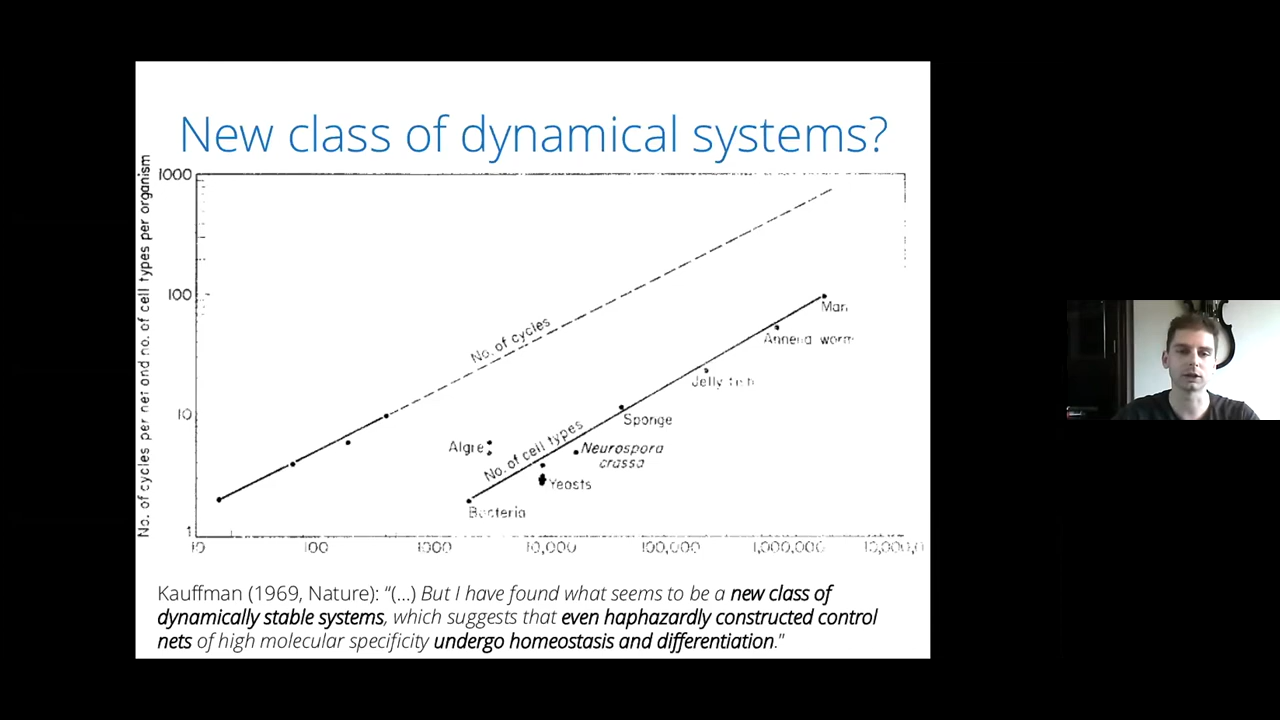 New class of dynamical systems?
No. of cycles per net and no. of cell types per organism
1000
100
10
1
No. of cycles
No. of cell types
Man
Annelid worm
Jelly fish
Sponge
Algae
Neurospora
crassa
Yeasts
Bacteria
10
100
1000
10,000
100,000
1,000,000
Kauffman (1969, Nature): "(...) But I have found what seems to be a new class of
dynamically stable systems, which suggests that even haphazardly constructed control
nets of high molecular specificity undergo homeostasis and differentiation."